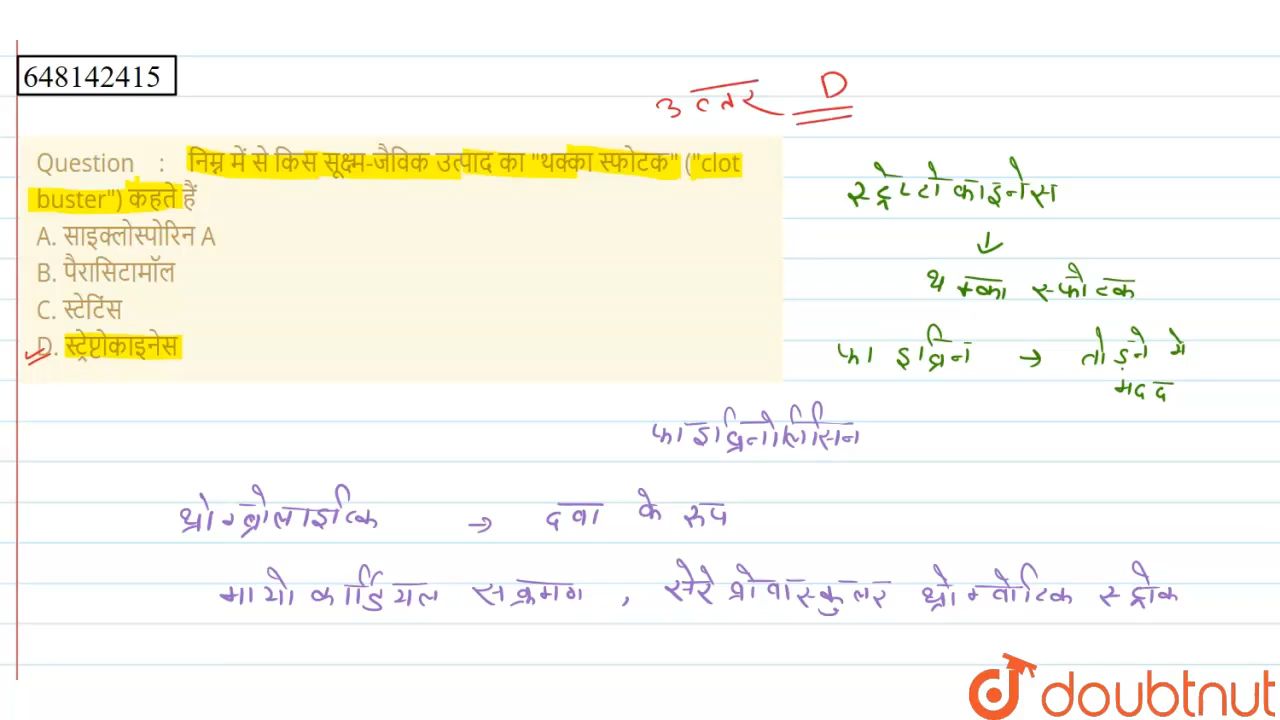 648142415
उत्तर D
Question : निम्न में से किस सूक्ष्म-जैविक उत्पाद का "थक्का स्फोटक" ("clot
buster") कहते हैं
A. साइक्लोस्पोरिन A
B. पैरासिटामॉल
C. स्टेटिंस
D. स्ट्रेप्टोकाइनेस
स्ट्रेप्टोकाइनेस
↓
थक्का स्फोटक
फाइब्रिन → तोड़ने मे
मदद
फाइब्रिनोलिसिन
थ्रोम्बोलाइटिक → दवा के रूप
मायोकार्डियल सक्रमण , सेरेब्रोवास्कुलर थ्रोम्बोटिक स्ट्रोक
doubtnut